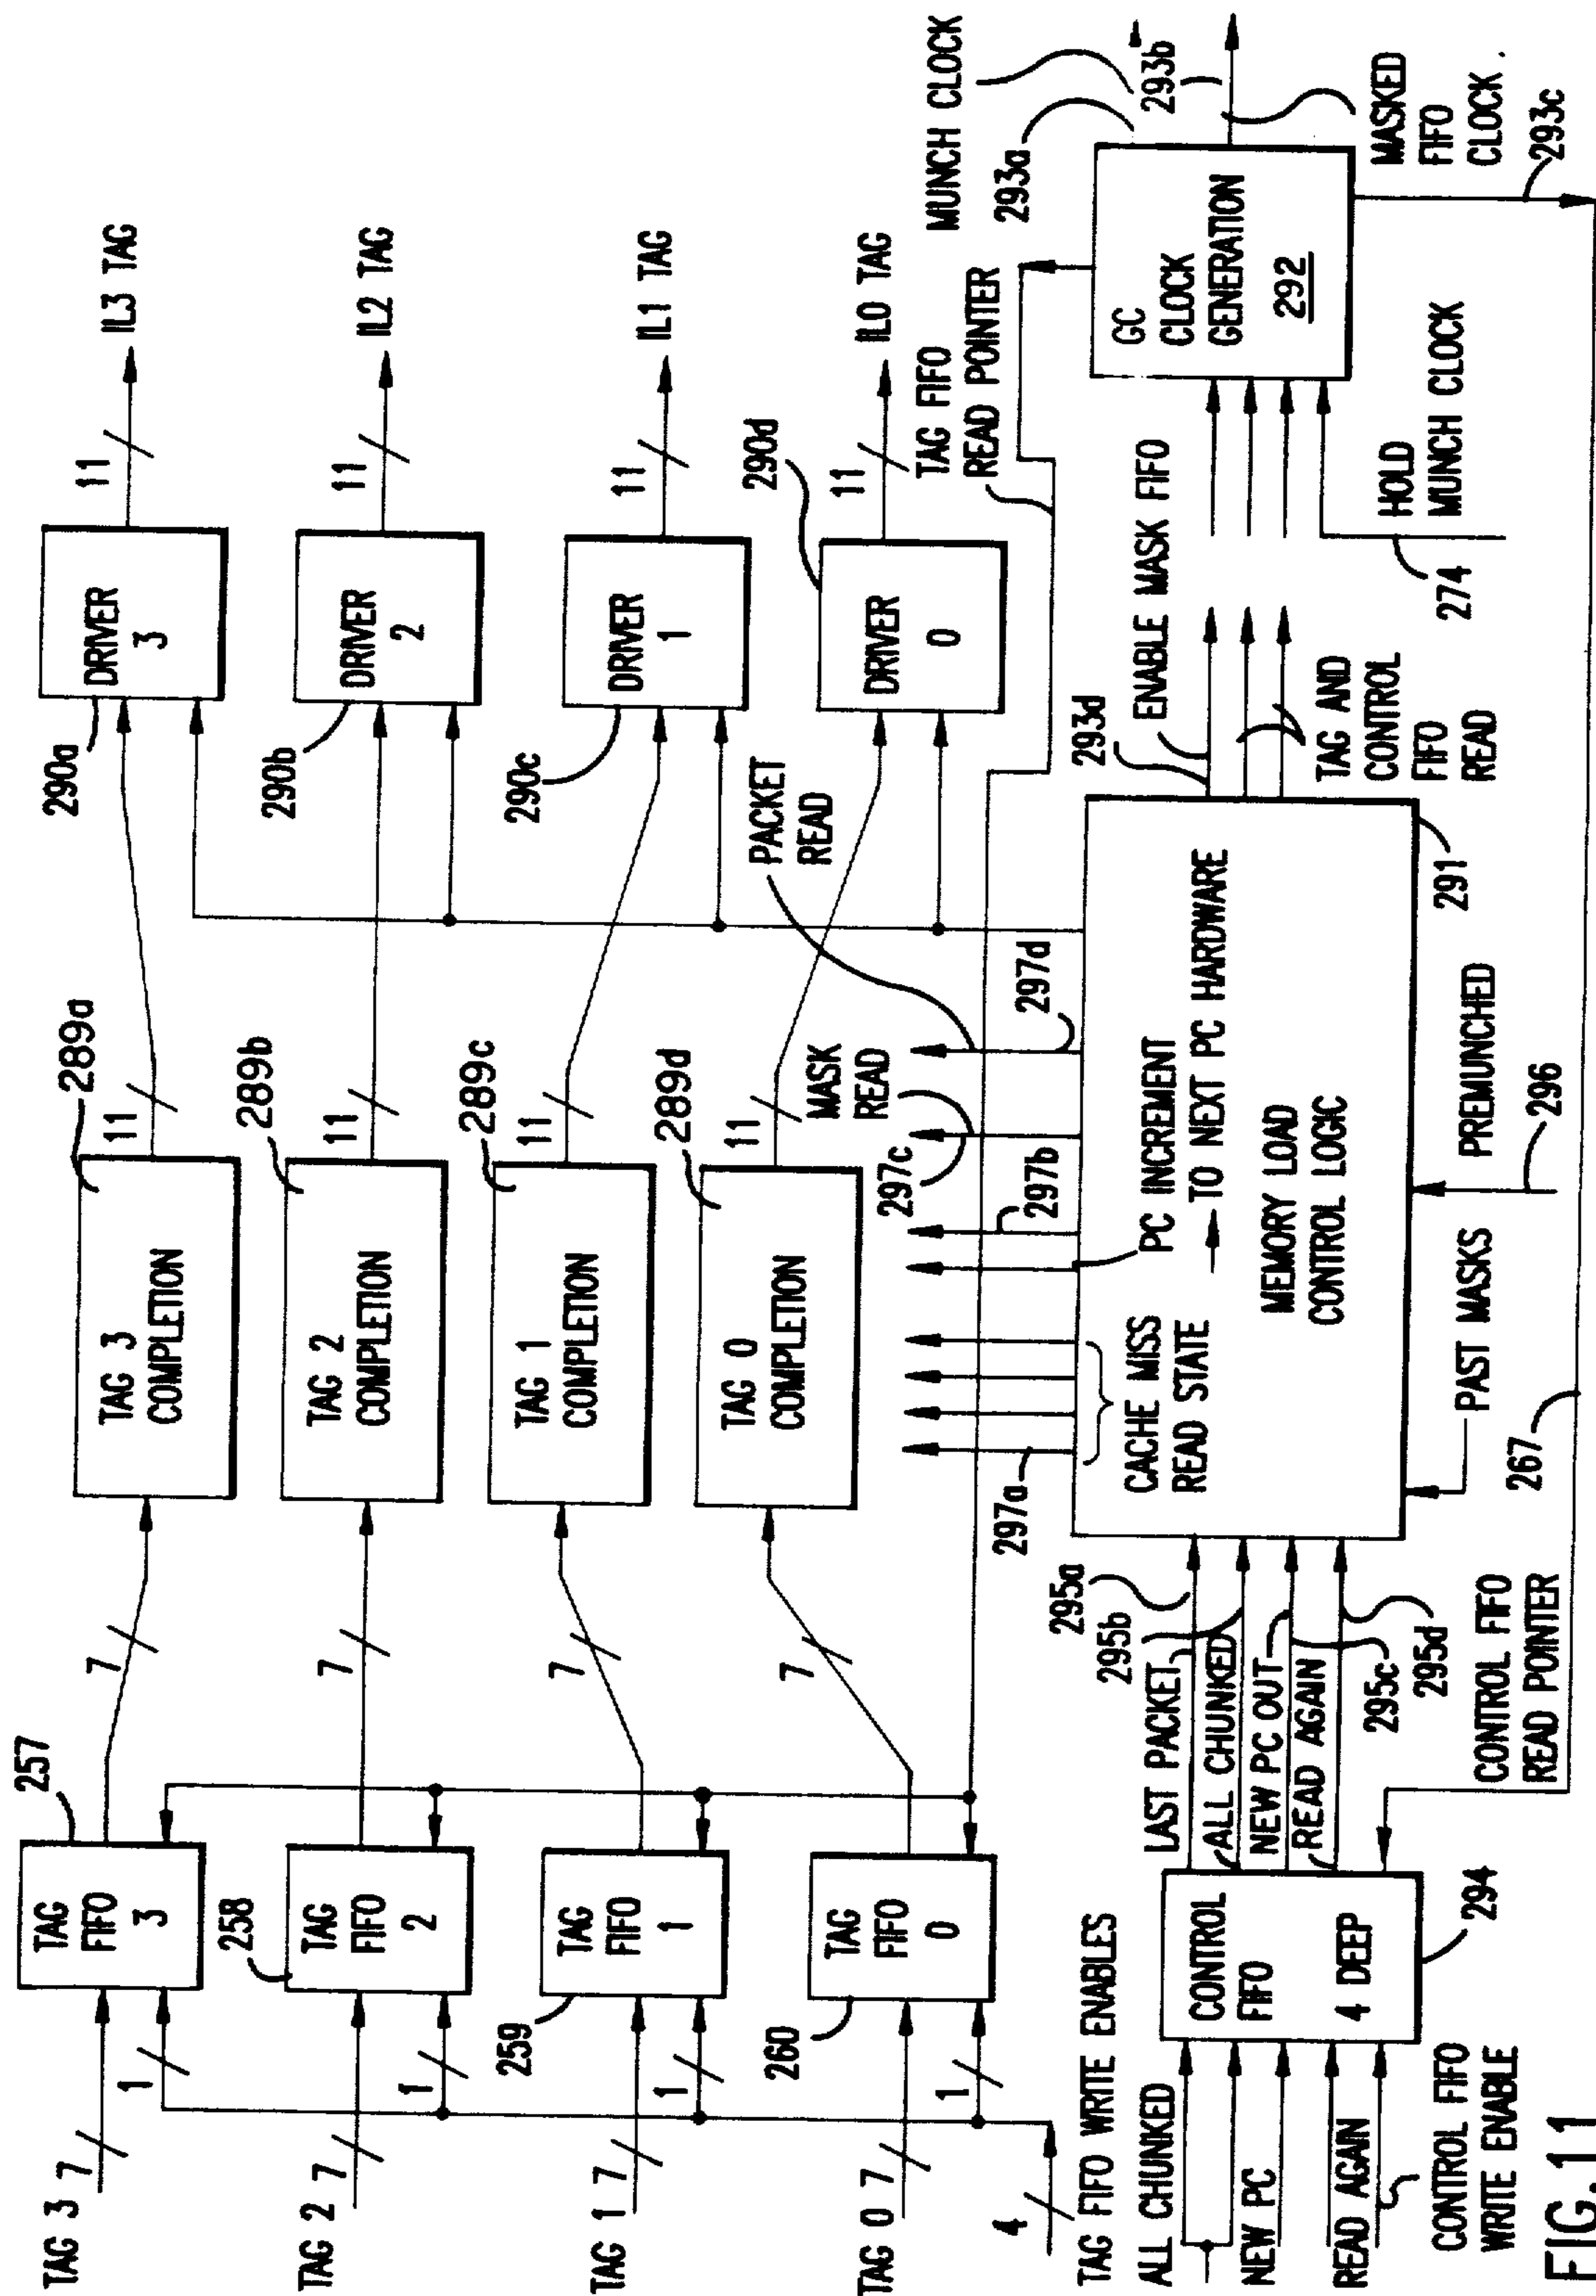 TAG 3
7
1
TAG FIFO 3
257
7
TAG 3 COMPLETION
289a
11
290a
DRIVER 3
11
IL3 TAG
TAG 2
7
1
258
TAG FIFO 2
7
TAG 2 COMPLETION
289b
11
290b
DRIVER 2
11
IL2 TAG
TAG 1
7
1
259
TAG FIFO 1
7
TAG 1 COMPLETION
289c
11
290c
DRIVER 1
11
IL1 TAG
TAG 0
7
1
260
TAG FIFO 0
7
TAG 0 COMPLETION
289d
11
290d
DRIVER 0
11
IL0 TAG
4
TAG FIFO WRITE ENABLES
PACKET READ
TAG FIFO READ POINTER
MUNCH CLOCK
293a
293b
297a
297b
297c
MASK READ
297d
ALL CHUNKED
NEW PC
READ AGAIN
CONTROL FIFO WRITE ENABLE
CONTROL FIFO
4 DEEP
294
LAST PACKET
ALL CHUNKED
NEW PC OUT
READ AGAIN
295a
295b
295c
295d
CONTROL FIFO READ POINTER
CACHE MISS READ STATE
PC INCREMENT TO NEXT PC HARDWARE
MEMORY LOAD CONTROL LOGIC
291
PAST MASKS
PREMUNCHED
296
267
293d
ENABLE MASK FIFO
TAG AND CONTROL FIFO READ
GC
CLOCK GENERATION
292
HOLD MUNCH CLOCK
274
MASKED FIFO CLOCK
293c
FIG.11